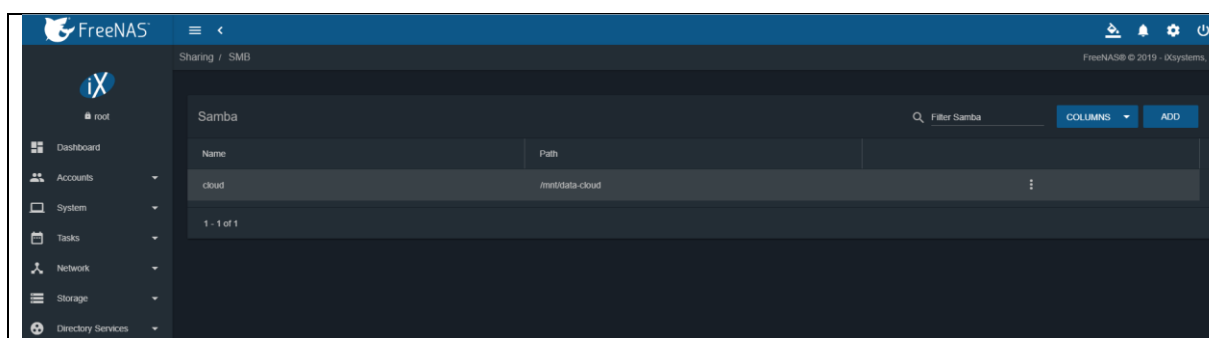 FreeNAS®
Sharing / SMB
FreeNAS® © 2019 - iXsystems,
iX
root
Samba
Filter Samba
COLUMNS
ADD
Dashboard
Name
Path
Accounts
cloud
/mnt/data-cloud
System
1 - 1 of 1
Tasks
Network
Storage
Directory Services